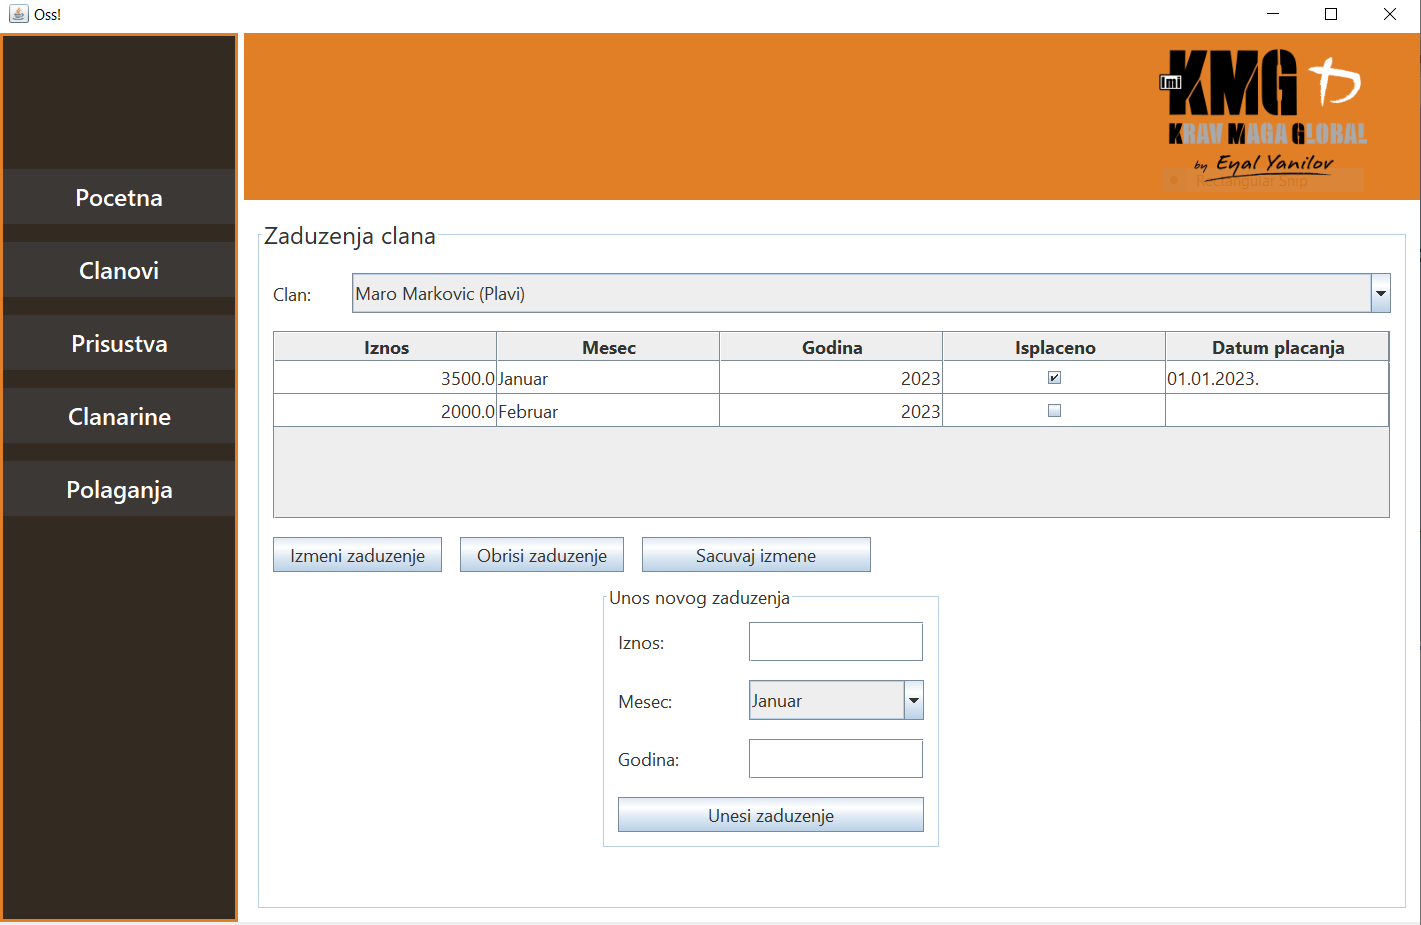 Oss!
Imi KMG
KRAV MAGA GLOBAL
by Eyal Yanilov
Rectangular Snip
Pocetna
Clanovi
Prisustva
Clanarine
Polaganja
Zaduzenja clana
Clan: Maro Markovic (Plavi)
Iznos Mesec Godina Isplaceno Datum placanja
3500.0 Januar 2023 01.01.2023.
2000.0 Februar 2023
Izmeni zaduzenje Obrisi zaduzenje Sacuvaj izmene
Unos novog zaduzenja
Iznos:
Mesec: Januar
Godina:
Unesi zaduzenje